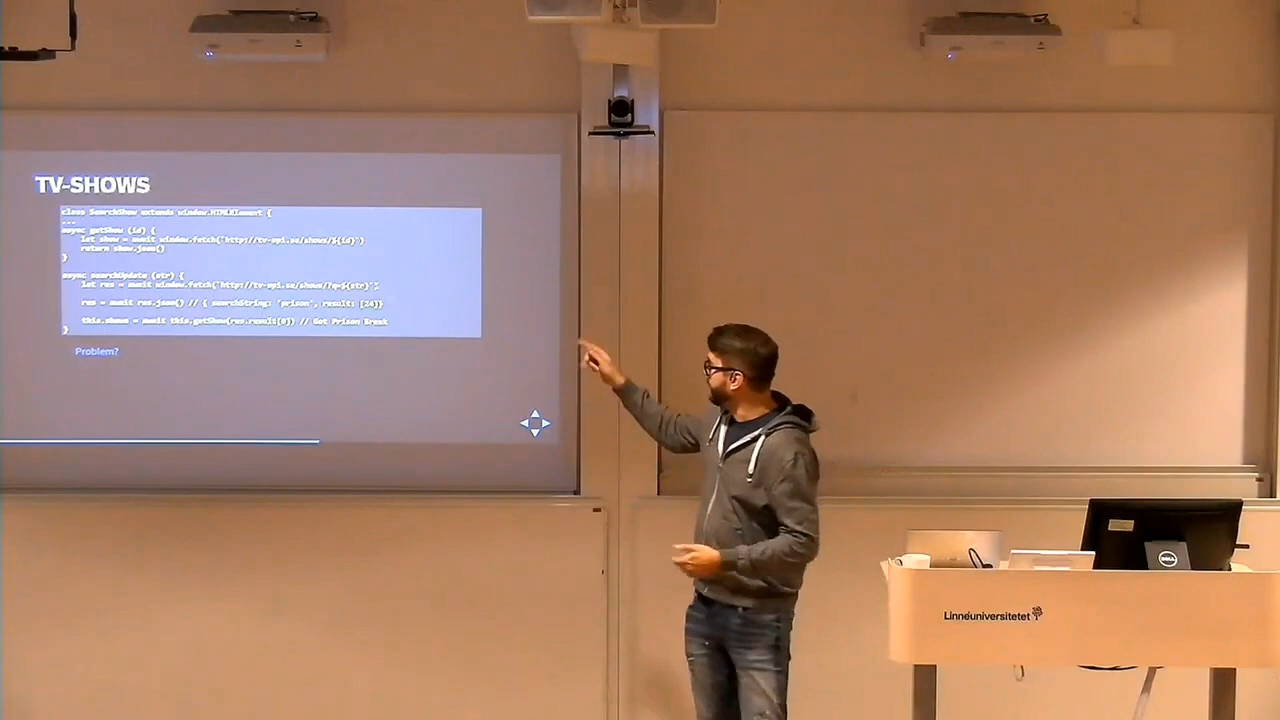 TV-SHOWS
class SearchShow extends window.HTMLElement {
...
async getShow (id) {
let show = await window.fetch(`http://tv-api.se/shows/${id}`)
return show.json()
}
async searchUpdate (str) {
let res = await window.fetch(`http://tv-api.se/shows/?q=${str}`
res = await res.json() // { searchString: 'prison', result: [24]}
this.shows = await this.getShow(res.result[0]) // Get Prison Break
}
Problem?
DELL
Linnéuniversitetet